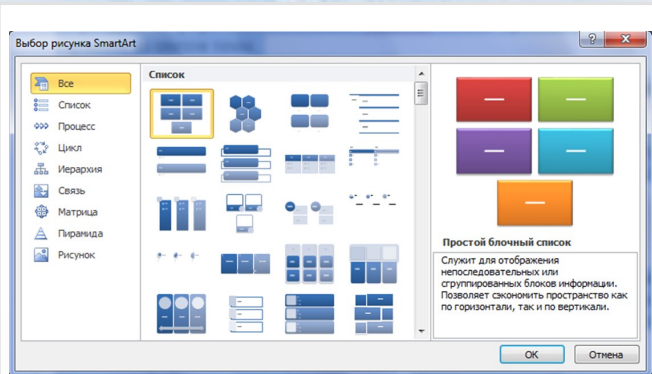 Выбор рисунка SmartArt
Все
Список
Процесс
Цикл
Иерархия
Связь
Матрица
Пирамида
Рисунок
Список
Простой блочный список
Служит для отображения
непоследовательных или
сгруппированных блоков информации.
Позволяет сэкономить пространство как
по горизонтали, так и по вертикали.
ОК
Отмена